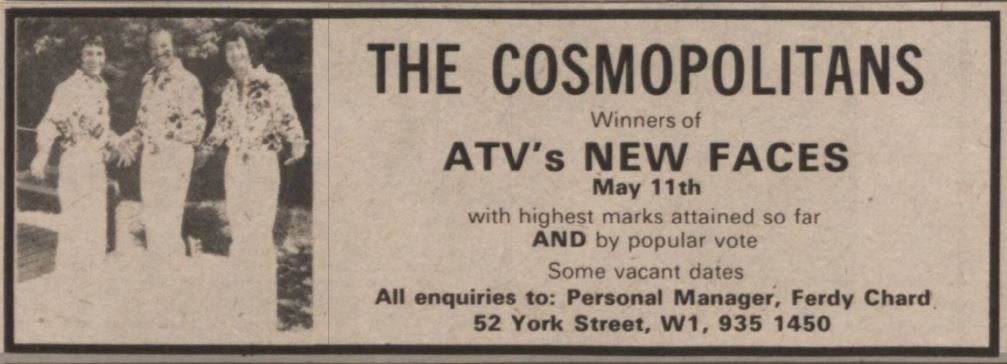 THE COSMOPOLITANS
Winners of
ATV's NEW FACES
May 11th
with highest marks attained so far
AND by popular vote
Some vacant dates
All enquiries to: Personal Manager, Ferdy Chard
52 York Street, W1, 935 1450